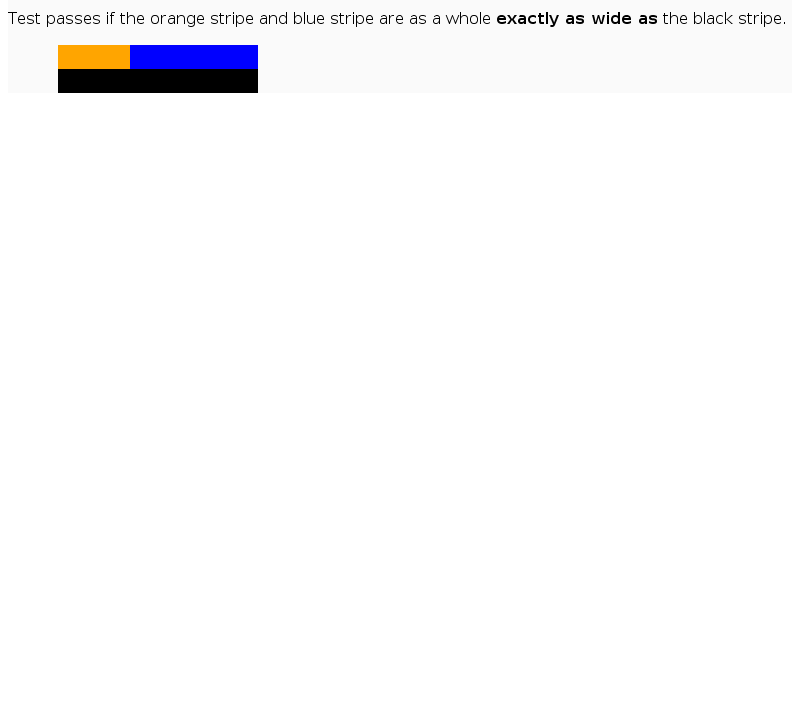 Test passes if the orange stripe and blue stripe are as a whole exactly as wide as the black stripe.